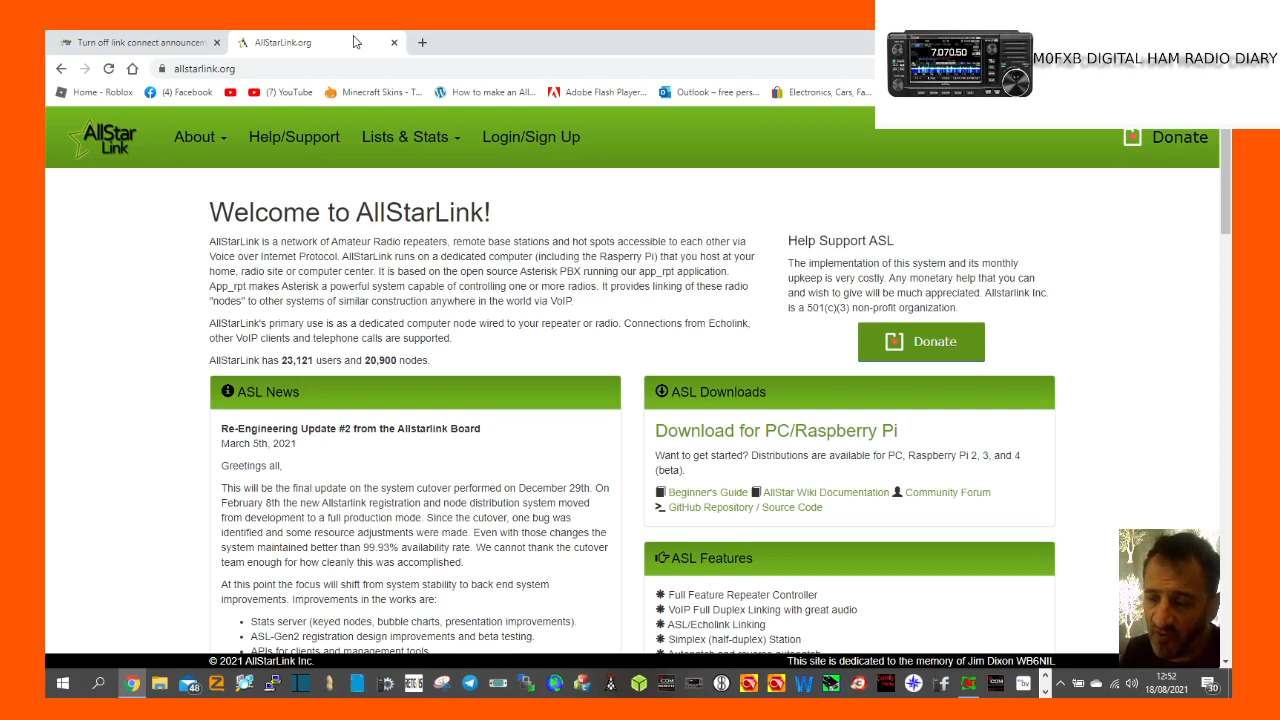 Turn off link connect announcem
AllStarLink.org
allstarlink.org
7.070.50
M0FXB DIGITAL HAM RADIO DIARY
Home - Roblox
(4) Facebook
(7) YouTube
Minecraft Skins - T...
How to make an All...
Adobe Flash Player...
Outlook – free pers...
Electronics, Cars, Fa...
AllStar
Link
About
Help/Support
Lists & Stats
Login/Sign Up
Donate
Welcome to AllStarLink!
AllStarLink is a network of Amateur Radio repeaters, remote base stations and hot spots accessible to each other via
Voice over Internet Protocol. AllStarLink runs on a dedicated computer (including the Rasperry Pi) that you host at your
home, radio site or computer center. It is based on the open source Asterisk PBX running our app_rpt application.
App_rpt makes Asterisk a powerful system capable of controlling one or more radios. It provides linking of these radio
"nodes" to other systems of similar construction anywhere in the world via VoIP.
AllStarLink's primary use is as a dedicated computer node wired to your repeater or radio. Connections from Echolink,
other VoIP clients and telephone calls are supported.
AllStarLink has 23,121 users and 20,900 nodes.
Help Support ASL
The implementation of this system and its monthly
upkeep is very costly. Any monetary help that you can
and wish to give will be much appreciated. Allstarlink Inc.
is a 501(c)(3) non-profit organization.
Donate
ASL News
Re-Engineering Update #2 from the Allstarlink Board
March 5th, 2021
Greetings all,
This will be the final update on the system cutover performed on December 29th. On
February 8th the new Allstarlink registration and node distribution system moved
from development to a full production mode. Since the cutover, one bug was
identified and some resource adjustments were made. Even with those changes the
system maintained better than 99.93% availability rate. We cannot thank the cutover
team enough for how cleanly this was accomplished.
At this point the focus will shift from system stability to back end system
improvements. Improvements in the works are:
Stats server (keyed nodes, bubble charts, presentation improvements).
ASL-Gen2 registration design improvements and beta testing.
APIs for clients and management tools.
ASL Downloads
Download for PC/Raspberry Pi
Want to get started? Distributions are available for PC, Raspberry Pi 2, 3, and 4
(beta).
Beginner's Guide AllStar Wiki Documentation Community Forum
GitHub Repository / Source Code
ASL Features
Full Feature Repeater Controller
VoIP Full Duplex Linking with great audio
ASL/Echolink Linking
Simplex (half-duplex) Station
Autopatch and reverse autopatch
© 2021 AllStarLink Inc.
This site is dedicated to the memory of Jim Dixon WB6NIL
48
12:52
18/08/2021
30